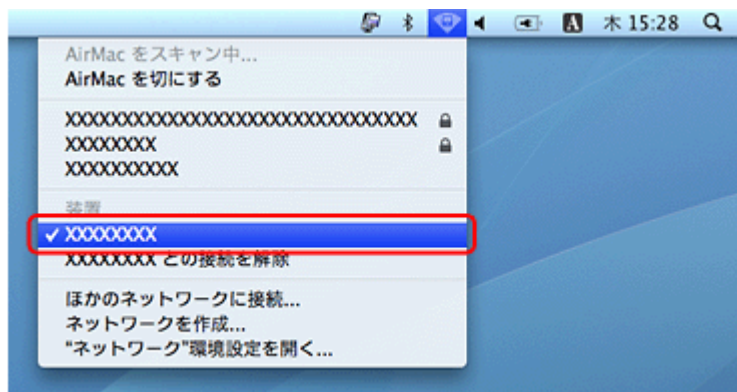 A 木 15:28
AirMac をスキャン中...
AirMac を切にする
XXXXXXXXXXXXXXXXXXXXXXXXXXXXXXXX
XXXXXXXX
XXXXXXXXXX
装置
✓ XXXXXXXX
XXXXXXXX との接続を解除
ほかのネットワークに接続...
ネットワークを作成...
"ネットワーク"環境設定を開く...